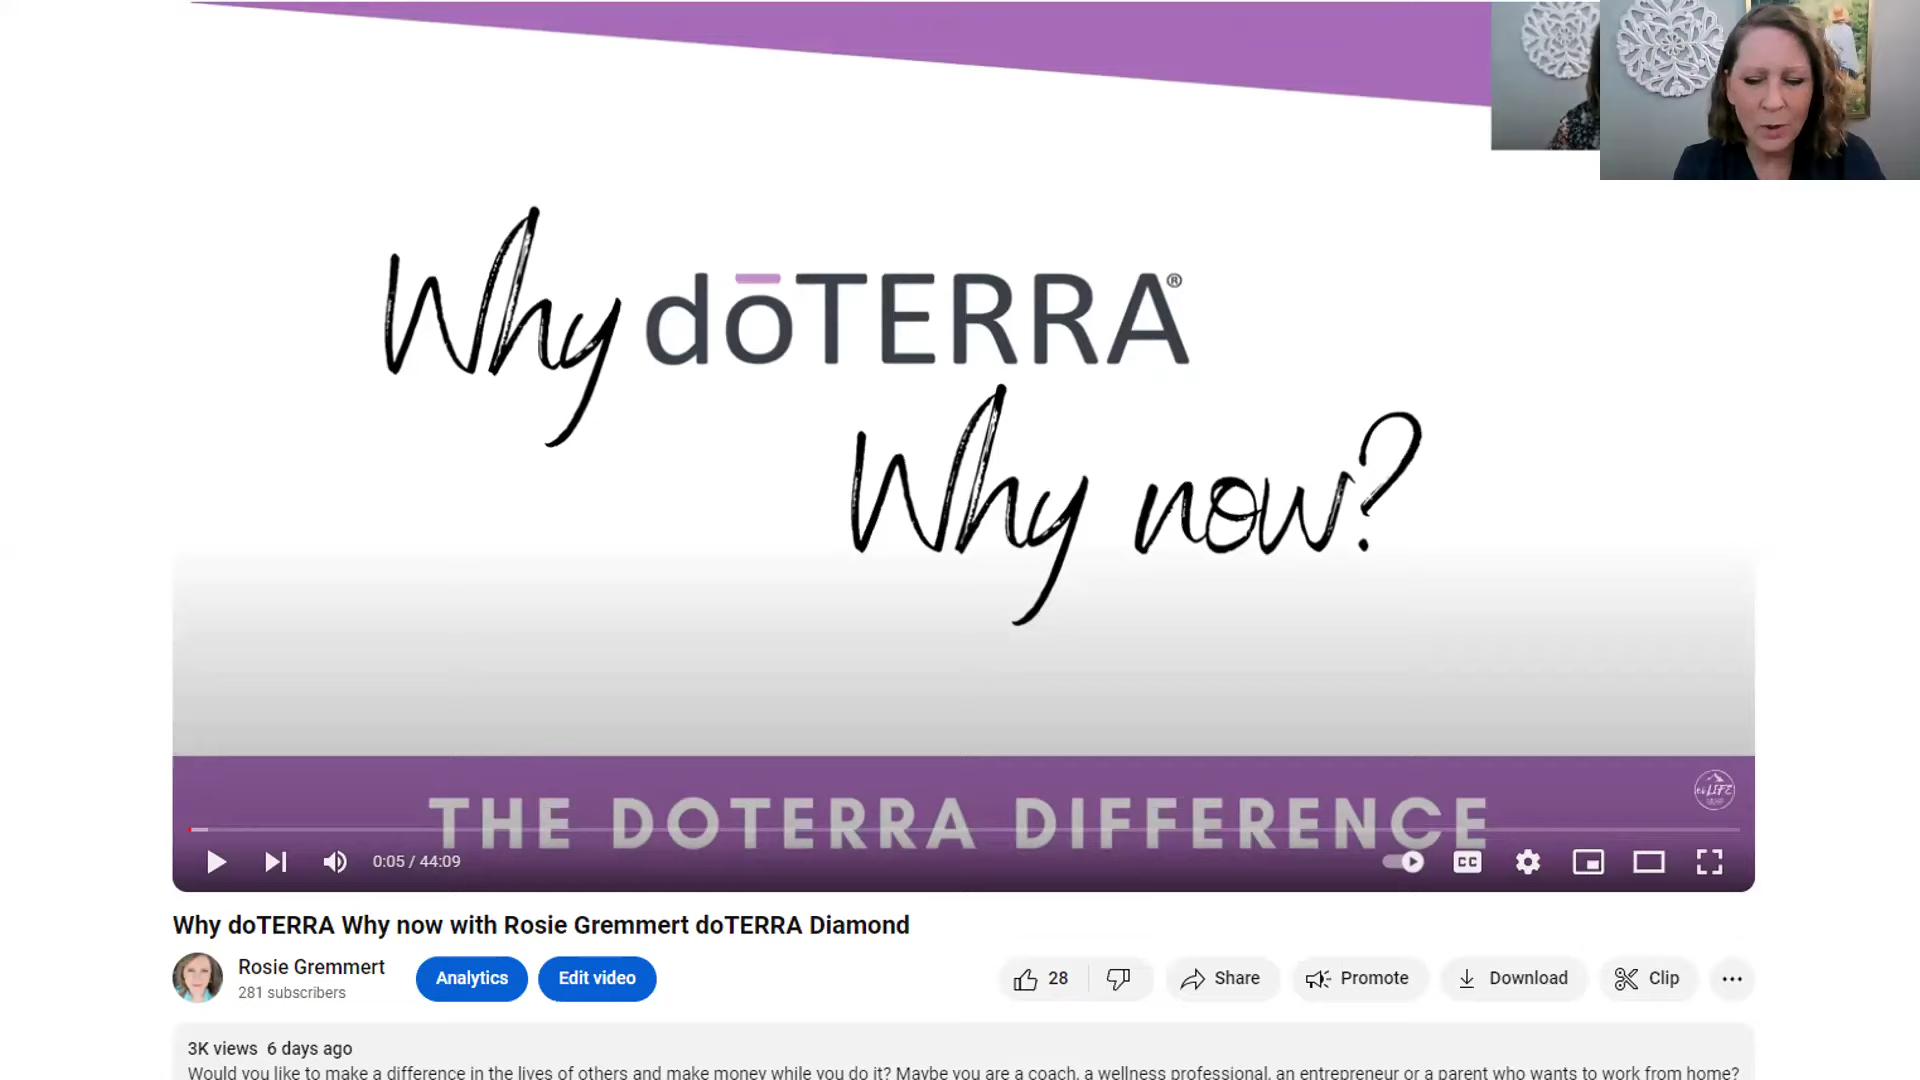 Why dōTERRA®
Why now?
THE DOTERRA DIFFERENCE
0:05 / 44:09
CC
Why doTERRA Why now with Rosie Gremmert doTERRA Diamond
Rosie Gremmert
281 subscribers
Analytics
Edit video
28
Share
Promote
Download
Clip
3K views 6 days ago
Would you like to make a difference in the lives of others and make money while you do it? Maybe you are a coach, a wellness professional, an entrepreneur or a parent who wants to work from home?